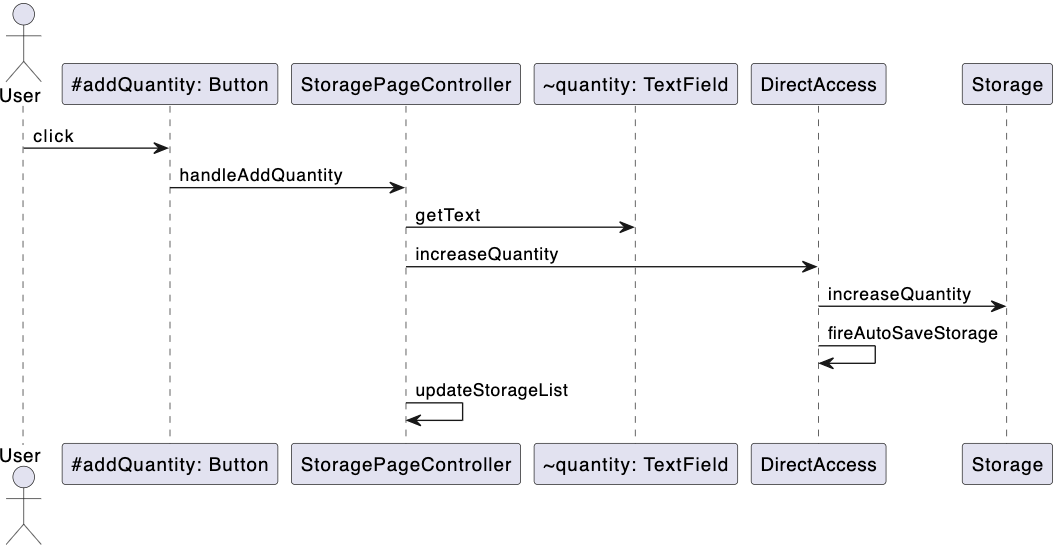 User
#addQuantity: Button
StoragePageController
~quantity: TextField
DirectAccess
Storage
click
handleAddQuantity
getText
increaseQuantity
increaseQuantity
fireAutoSaveStorage
updateStorageList
User
#addQuantity: Button
StoragePageController
~quantity: TextField
DirectAccess
Storage